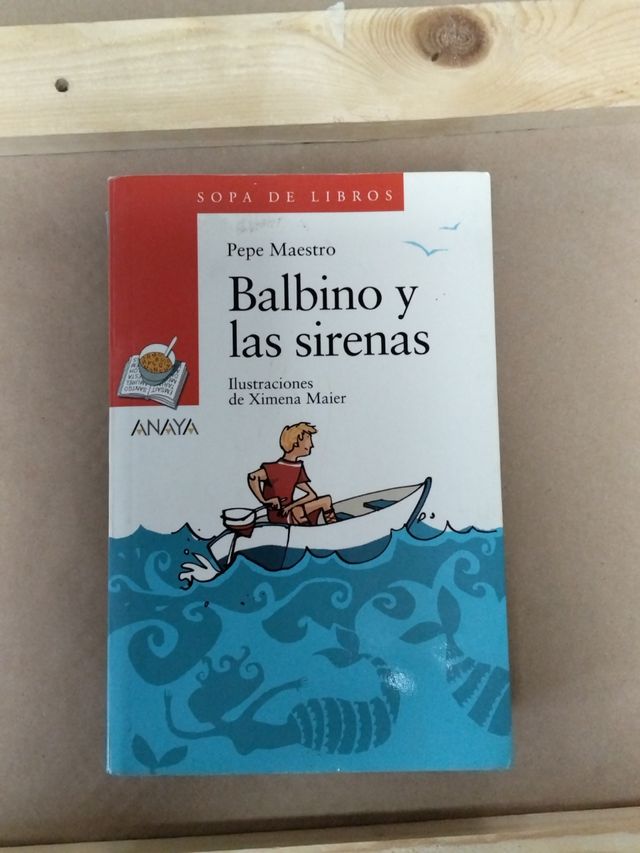 SOPA DE LIBROS
Pepe Maestro
Balbino y
las sirenas
Ilustraciones
de Ximena Maier
ANAYA